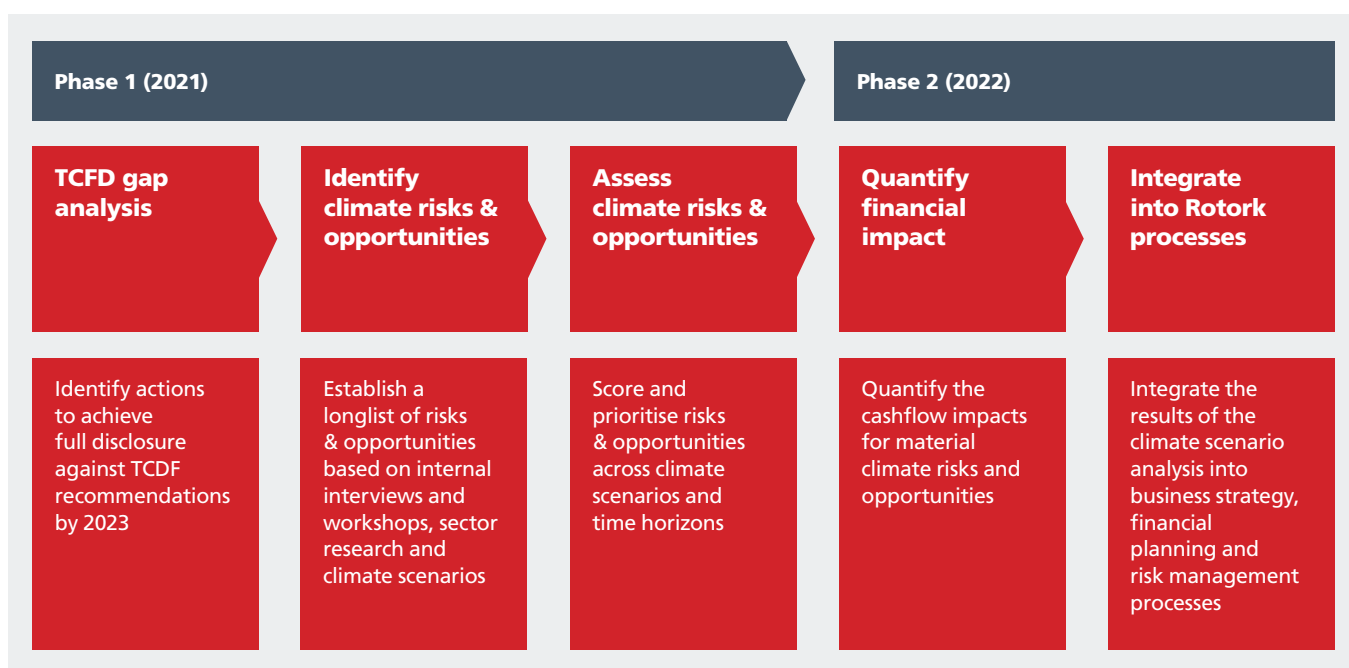 Phase 1 (2021)
Phase 2 (2022)
TCFD gap
analysis
Identify
climate risks &
opportunities
Assess
climate risks &
opportunities
Quantify
financial
impact
Integrate
into Rotork
processes
Identify actions
to achieve
full disclosure
against TCDF
recommendations
by 2023
Establish a
longlist of risks
& opportunities
based on internal
interviews and
workshops, sector
research and
climate scenarios
Score and
prioritise risks
& opportunities
across climate
scenarios and
time horizons
Quantify the
cashflow impacts
for material
climate risks and
opportunities
Integrate the
results of the
climate scenario
analysis into
business strategy,
financial
planning and
risk management
processes